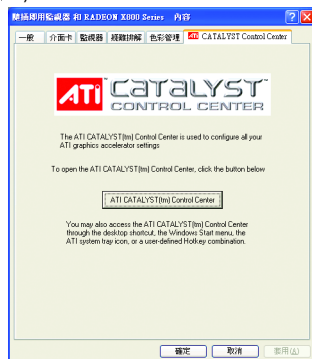 隨插即用監視器 和 RADEON X800 Series 內容
一般 介面卡 監視器 疑難排解 色彩管理 ATI CATALYST Control Center
ATI CATALYST
CONTROL CENTER
The ATI CATALYST(tm) Control Center is used to configure all your
ATI graphics accelerator settings
To open the ATI CATALYST(tm) Control Center, click the button below
ATI CATALYST(tm) Control Center
You may also access the ATI CATALYST(tm) Control Center
through the desktop shortcut, the Windows Start menu, the
ATI system tray icon, or a user-defined Hotkey combination.
確定 取消 套用(A)